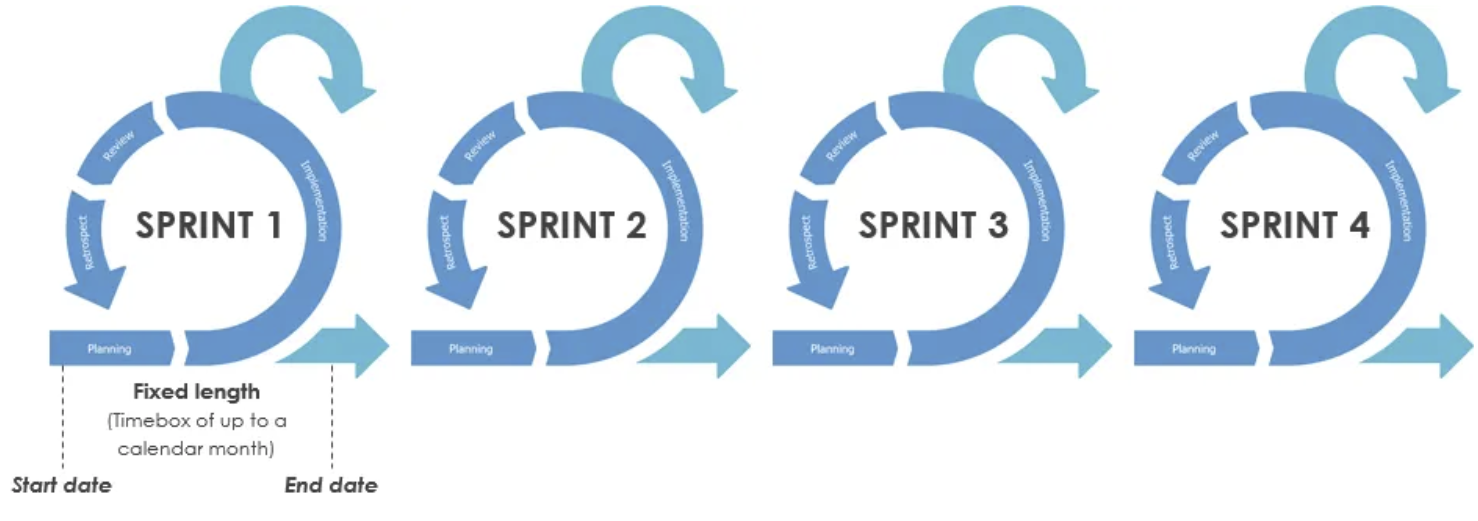 Review
Implementation
Retrospect
SPRINT 1
Planning
Review
Implementation
Retrospect
SPRINT 2
Planning
Review
Implementation
Retrospect
SPRINT 3
Planning
Review
Implementation
Retrospect
SPRINT 4
Planning
Fixed length
(Timebox of up to a
calendar month)
Start date
End date